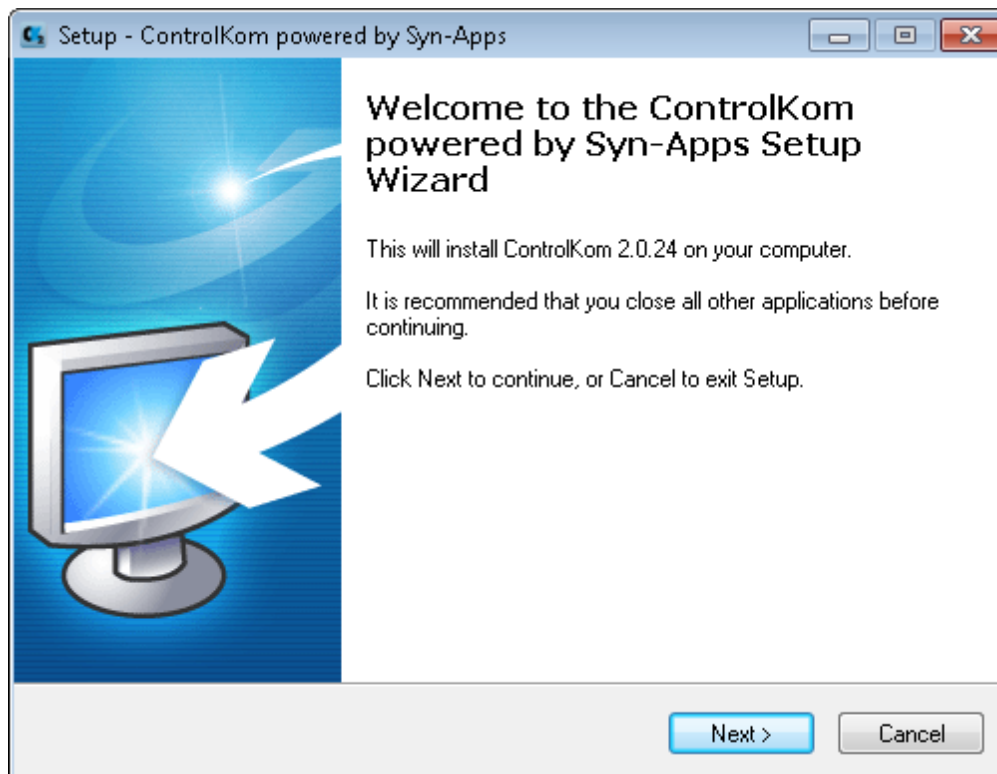 Setup - ControlKom powered by Syn-Apps
Welcome to the ControlKom
powered by Syn-Apps Setup
Wizard
This will install ControlKom 2.0.24 on your computer.
It is recommended that you close all other applications before
continuing.
Click Next to continue, or Cancel to exit Setup.
Next >
Cancel